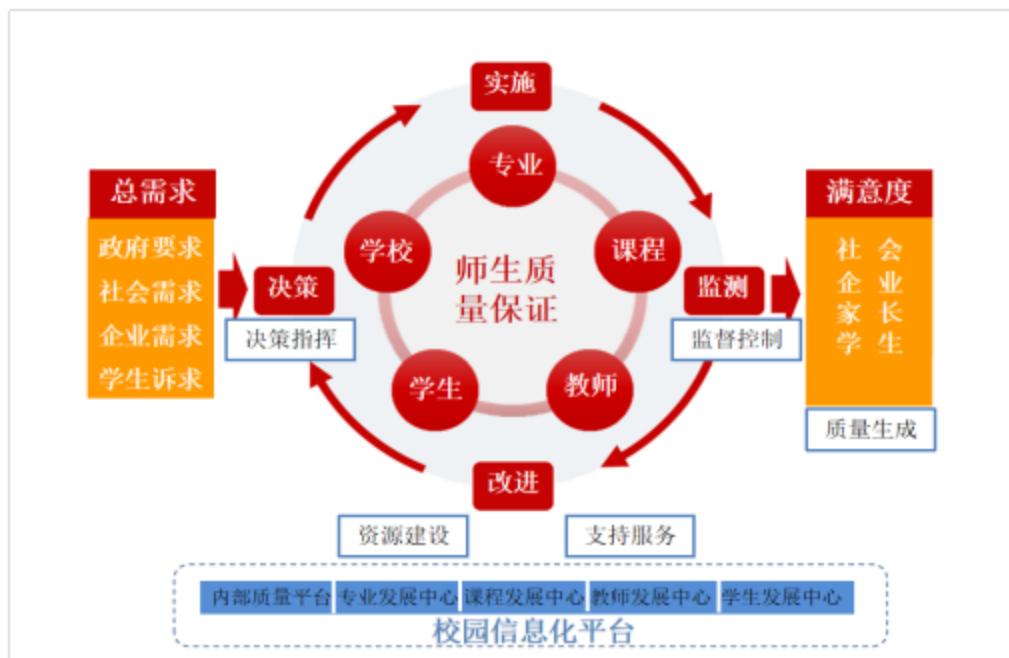 实施
专业
总需求
满意度
政府要求
社会需求
企业需求
学生诉求
学校
课程
师生质
量保证
决策
监测
社 会
企 业
家 长
学 生
决策指挥
监督控制
学生
教师
质量生成
改进
资源建设
支持服务
内部质量平台 专业发展中心 课程发展中心 教师发展中心 学生发展中心
校园信息化平台